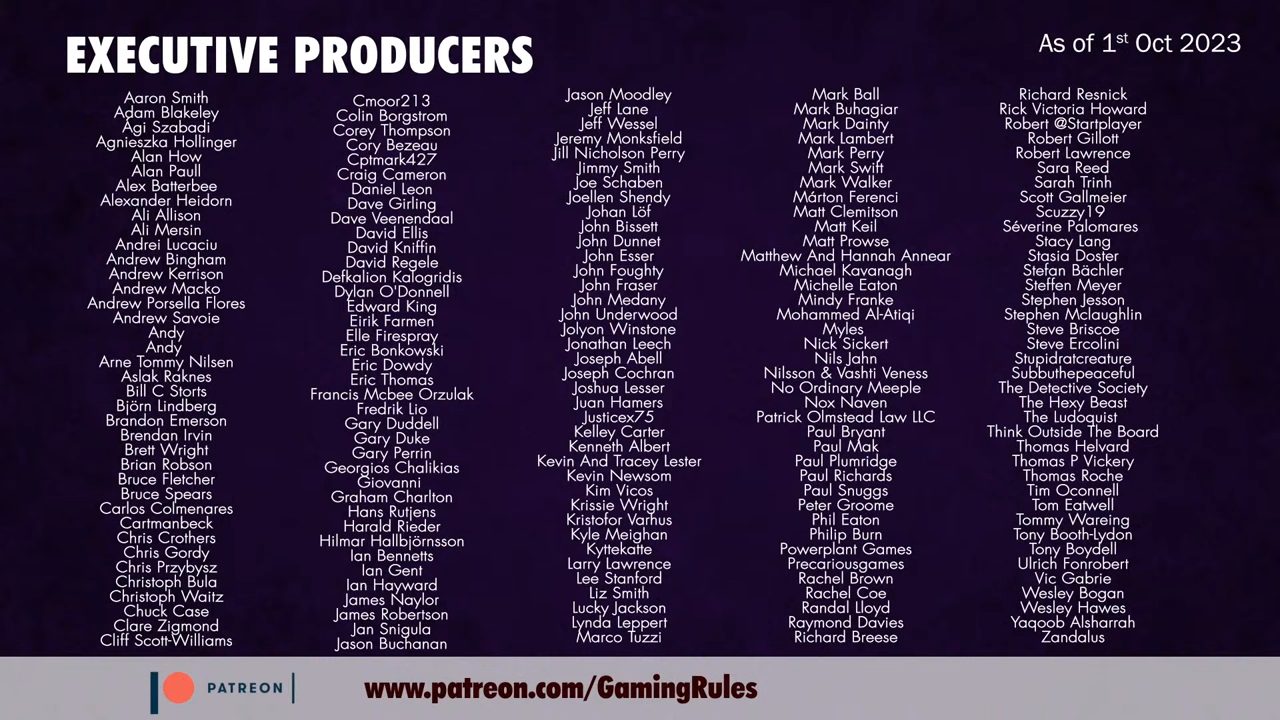 EXECUTIVE PRODUCERS
As of 1st Oct 2023
Aaron Smith
Adam Blakeley
Agi Szabadi
Agnieszka Hollinger
Alan How
Alan Paull
Alex Batterbee
Alexander Heidorn
Ali Allison
Ali Mersin
Andrei Lucaciu
Andrew Bingham
Andrew Kerrison
Andrew Macko
Andrew Porsella Flores
Andrew Savoie
Andy
Andy
Arne Tommy Nilsen
Aslak Raknes
Bill C Storts
Björn Lindberg
Brandon Emerson
Brendan Irvin
Brett Wright
Brian Robson
Bruce Fletcher
Bruce Spears
Carlos Colmenares
Cartmanbeck
Chris Crothers
Chris Gordy
Chris Przybysz
Christoph Bula
Christoph Waitz
Chuck Case
Clare Zigmond
Cliff Scott-Williams
Cmoor213
Colin Borgstrom
Corey Thompson
Cory Bezeau
Cptmark427
Craig Cameron
Daniel Leon
Dave Girling
Dave Veenendaal
David Ellis
David Kniffin
David Regele
Defkalion Kalogridis
Dylan O'Donnell
Edward King
Eirik Farmen
Elle Firespray
Eric Bonkowski
Eric Dowdy
Eric Thomas
Francis Mcbee Orzulak
Fredrik Lio
Gary Duddell
Gary Duke
Gary Perrin
Georgios Chalikias
Giovanni
Graham Charlton
Hans Rutjens
Harald Rieder
Hilmar Hallbjörnsson
Ian Bennetts
Ian Gent
Ian Hayward
James Naylor
James Robertson
Jan Snigula
Jason Buchanan
Jason Moodley
Jeff Lane
Jeff Wessel
Jeremy Monksfield
Jill Nicholson Perry
Jimmy Smith
Joe Schaben
Joellen Shendy
Johan Löf
John Bissett
John Dunnet
John Esser
John Foughty
John Fraser
John Medany
John Underwood
Jolyon Winstone
Jonathan Leech
Joseph Abell
Joseph Cochran
Joshua Lesser
Juan Hamers
Justicex75
Kelley Carter
Kenneth Albert
Kevin And Tracey Lester
Kevin Newsom
Kim Vicos
Krissie Wright
Kristofor Varhus
Kyle Meighan
Kyttekatte
Larry Lawrence
Lee Stanford
Liz Smith
Lucky Jackson
Lynda Leppert
Marco Tuzzi
Mark Ball
Mark Buhagiar
Mark Dainty
Mark Lambert
Mark Perry
Mark Swift
Mark Walker
Márton Ferenci
Matt Clemitson
Matt Keil
Matt Prowse
Matthew And Hannah Annear
Michael Kavanagh
Michelle Eaton
Mindy Franke
Mohammed Al-Atiqi
Myles
Nick Sickert
Nils Jahn
Nilsson & Vashti Veness
No Ordinary Meeple
Nox Naven
Patrick Olmstead Law LLC
Paul Bryant
Paul Mak
Paul Plumridge
Paul Richards
Paul Snuggs
Peter Groome
Phil Eaton
Philip Burn
Powerplant Games
Precariousgames
Rachel Brown
Rachel Coe
Randal Lloyd
Raymond Davies
Richard Breese
Richard Resnick
Rick Victoria Howard
Robert @Startplayer
Robert Gillott
Robert Lawrence
Sara Reed
Sarah Trinh
Scott Gallmeier
Scuzzy19
Séverine Palomares
Stacy Lang
Stasia Doster
Stefan Bächler
Steffen Meyer
Stephen Jesson
Stephen Mclaughlin
Steve Briscoe
Steve Ercolini
Stupidratcreature
Subbuthepeaceful
The Detective Society
The Hexy Beast
The Ludoquist
Think Outside The Board
Thomas Helvard
Thomas P Vickery
Thomas Roche
Tim Oconnell
Tom Eatwell
Tommy Wareing
Tony Booth-Lydon
Tony Boydell
Ulrich Fonrobert
Vic Gabrie
Wesley Bogan
Wesley Hawes
Yaqoob Alsharrah
Zandalus
PATREON
www.patreon.com/GamingRules